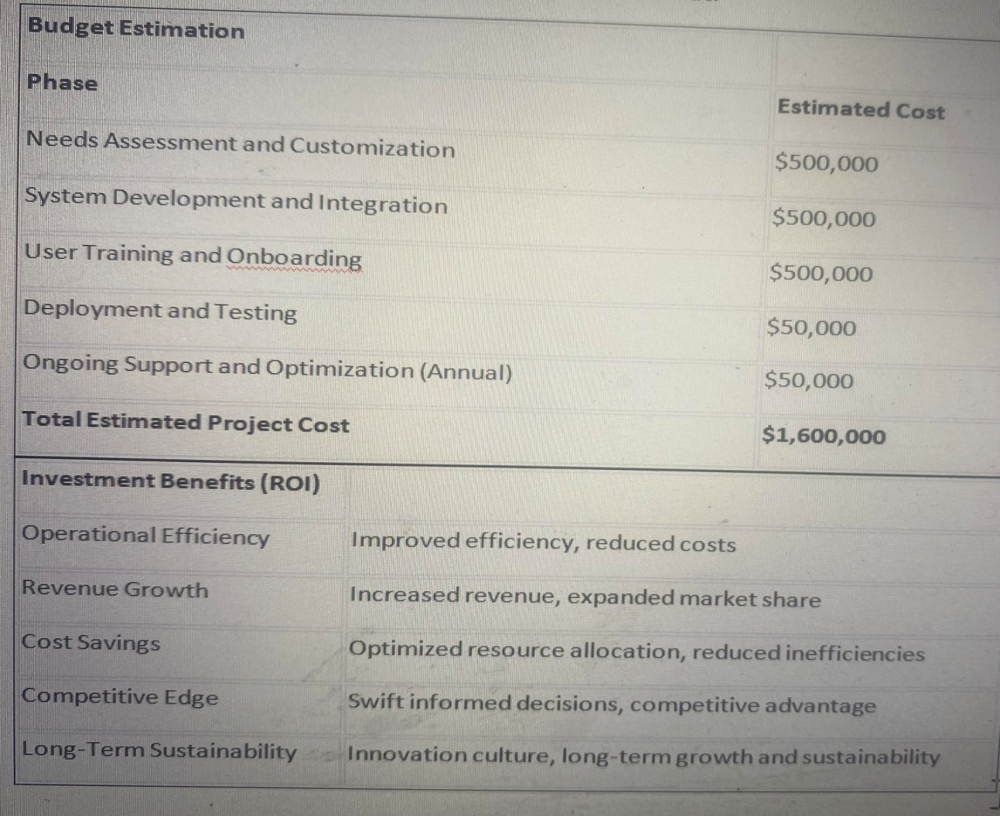 Budget Estimation
Phase Estimated Cost
Needs Assessment and Customization $500,000
System Development and Integration $500,000
User Training and Onboarding $500,000
Deployment and Testing $50,000
Ongoing Support and Optimization (Annual) $50,000
Total Estimated Project Cost $1,600,000
Investment Benefits (ROI)
Operational Efficiency Improved efficiency, reduced costs
Revenue Growth Increased revenue, expanded market share
Cost Savings Optimized resource allocation, reduced inefficiencies
Competitive Edge Swift informed decisions, competitive advantage
Long-Term Sustainability Innovation culture, long-term growth and sustainability